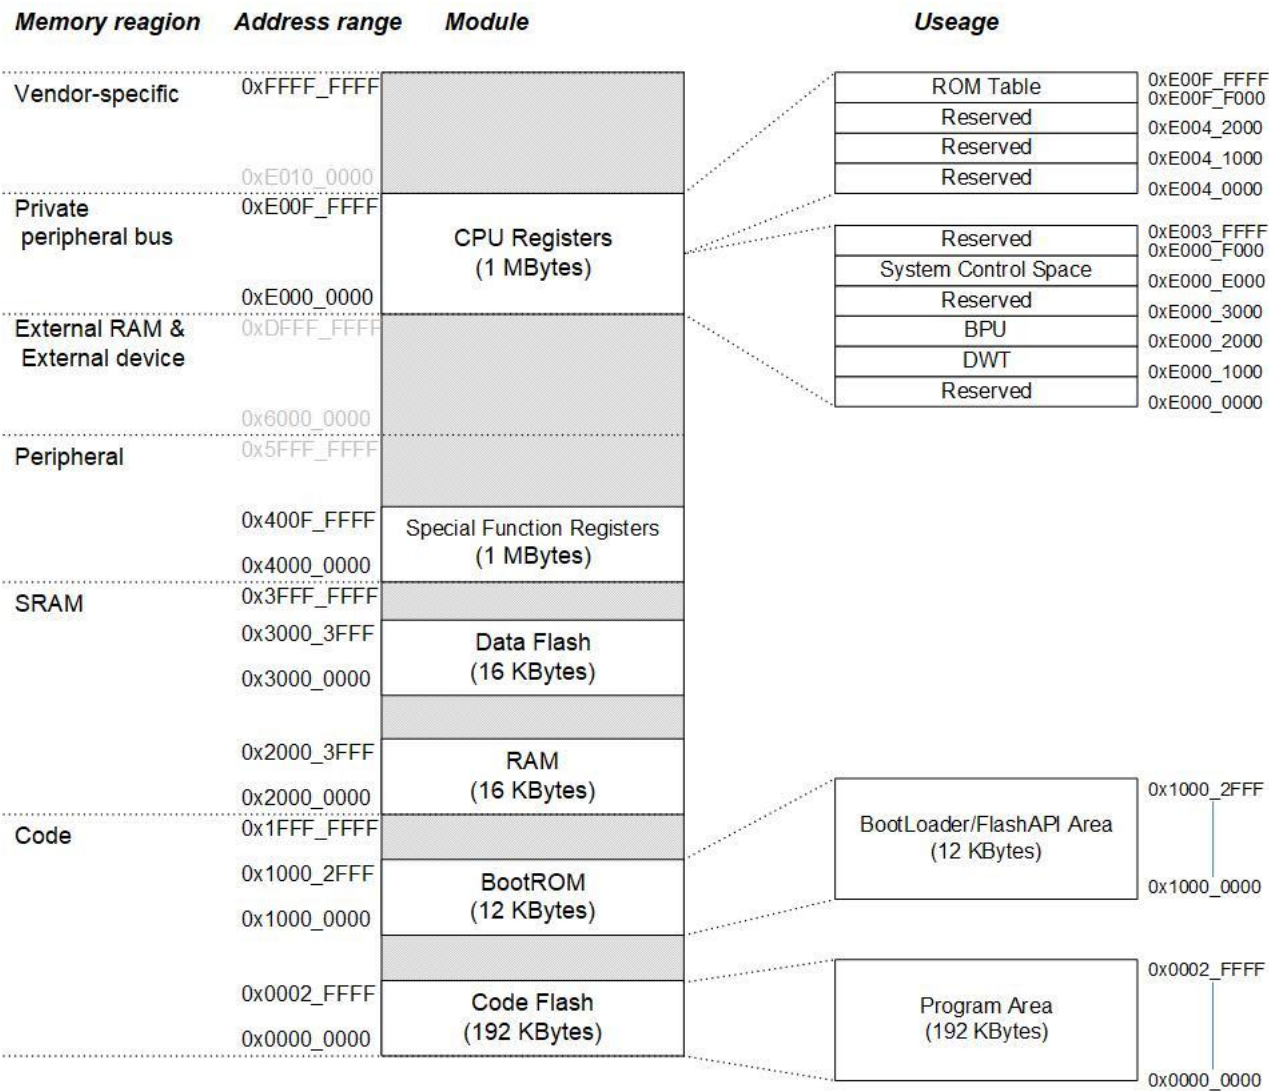 Memory reagion Address range Module Useage
Vendor-specific
0xFFFF_FFFF
0xE010_0000
Private
peripheral bus
0xE00F_FFFF
CPU Registers
(1 MBytes)
0xE000_0000
External RAM &
External device
0xDFFF_FFFF
0x6000_0000
Peripheral
0x5FFF_FFFF
0x400F_FFFF
Special Function Registers
(1 MBytes)
0x4000_0000
SRAM
0x3FFF_FFFF
0x3000_3FFF
Data Flash
(16 KBytes)
0x3000_0000
0x2000_3FFF
RAM
(16 KBytes)
0x2000_0000
Code
0x1FFF_FFFF
0x1000_2FFF
BootROM
(12 KBytes)
0x1000_0000
0x0002_FFFF
Code Flash
(192 KBytes)
0x0000_0000
ROM Table
0xE00F_FFFF
0xE00F_F000
Reserved
0xE004_2000
Reserved
0xE004_1000
Reserved
0xE004_0000
0xE003_FFFF
Reserved
0xE000_F000
System Control Space
0xE000_E000
Reserved
0xE000_3000
BPU
0xE000_2000
DWT
0xE000_1000
Reserved
0xE000_0000
0x1000_2FFF
BootLoader/FlashAPI Area
(12 KBytes)
0x1000_0000
0x0002_FFFF
Program Area
(192 KBytes)
0x0000_0000